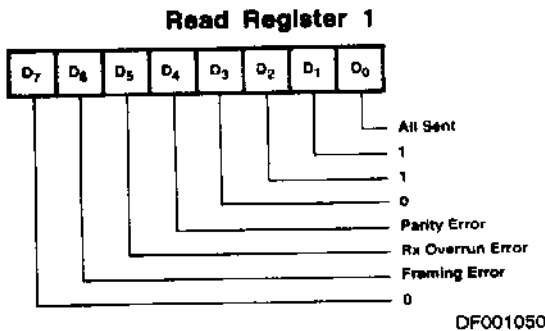 Read Register 1
D7 D6 D5 D4 D3 D2 D1 D0
All Sent
1
1
0
Parity Error
Rx Overrun Error
Framing Error
0
DF001050